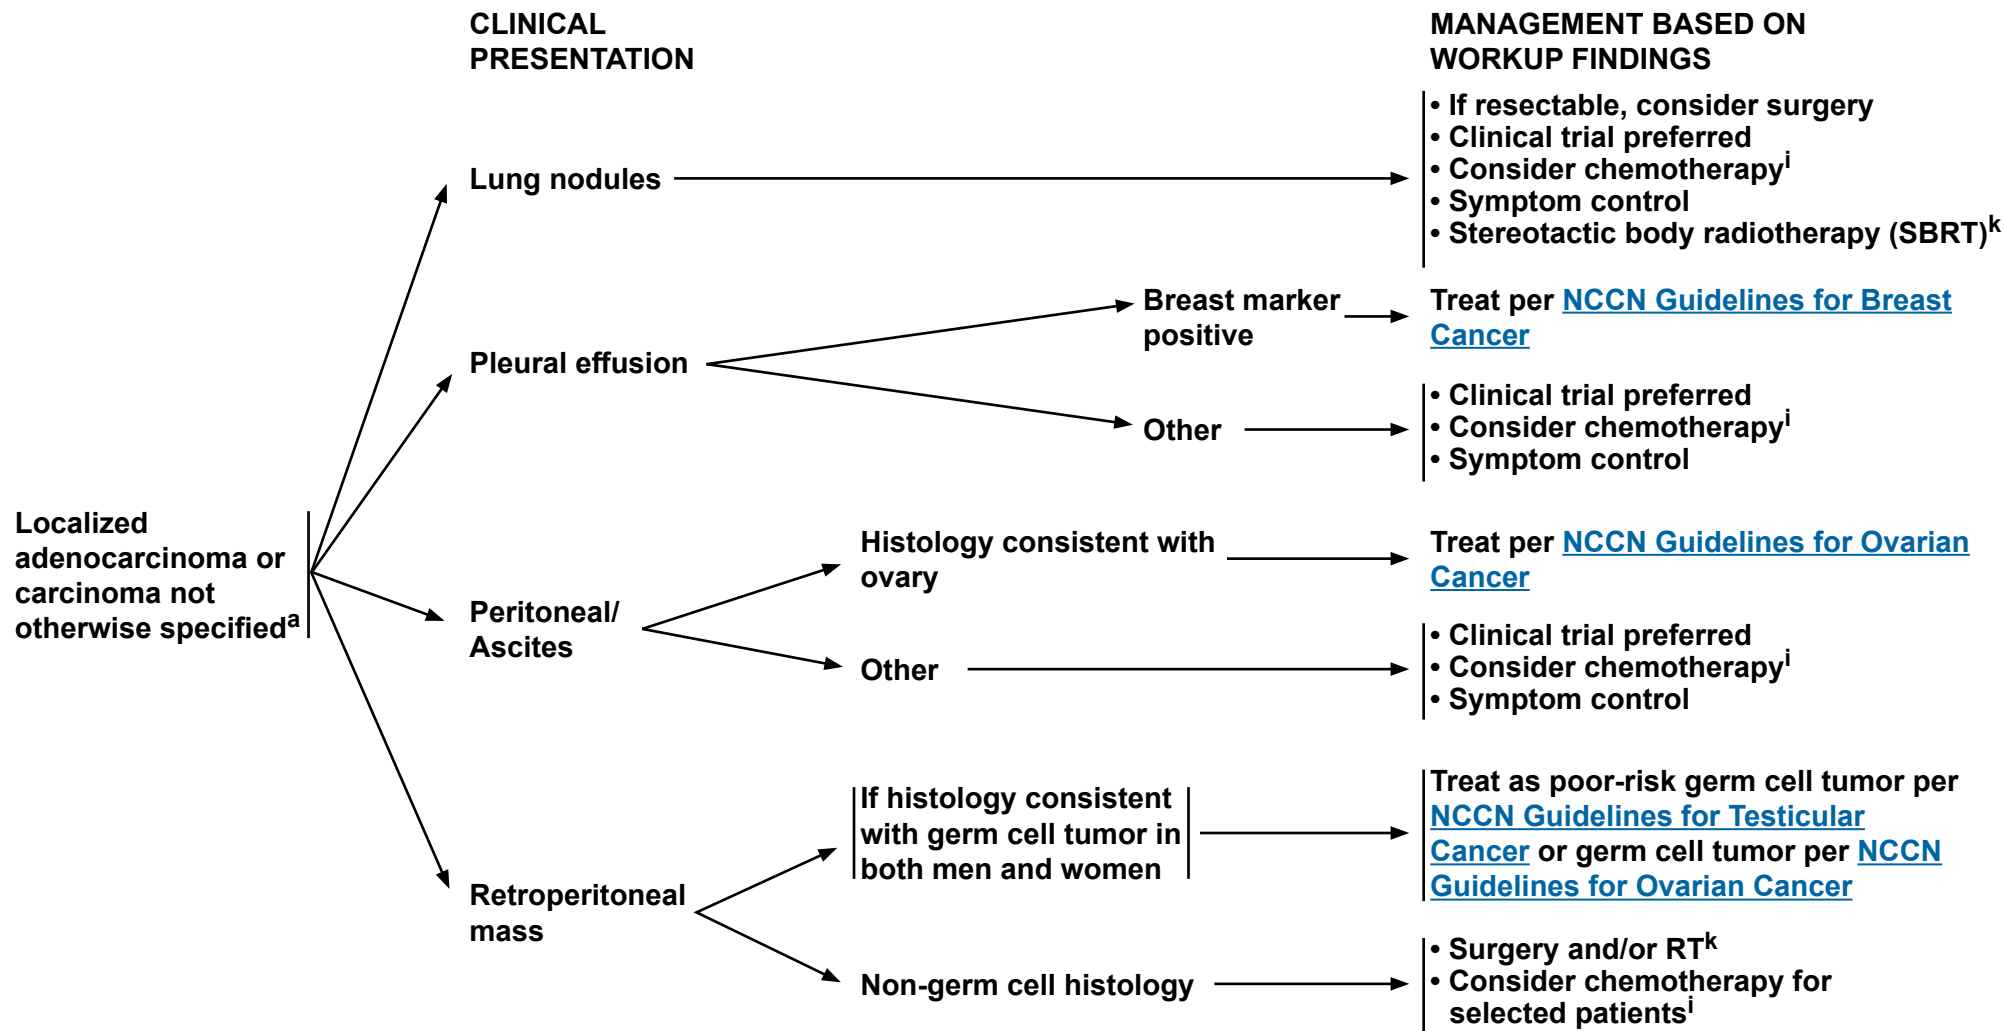 CLINICAL
PRESENTATION
MANAGEMENT BASED ON
WORKUP FINDINGS
Localized
adenocarcinoma or
carcinoma not
otherwise specifiedᵃ
Lung nodules
• If resectable, consider surgery
• Clinical trial preferred
• Consider chemotherapyⁱ
• Symptom control
• Stereotactic body radiotherapy (SBRT)ᵏ
Pleural effusion
Breast marker
positive
Treat per NCCN Guidelines for Breast
Cancer
Other
• Clinical trial preferred
• Consider chemotherapyⁱ
• Symptom control
Peritoneal/
Ascites
Histology consistent with
ovary
Treat per NCCN Guidelines for Ovarian
Cancer
Other
• Clinical trial preferred
• Consider chemotherapyⁱ
• Symptom control
Retroperitoneal
mass
If histology consistent
with germ cell tumor in
both men and women
Treat as poor-risk germ cell tumor per
NCCN Guidelines for Testicular
Cancer or germ cell tumor per NCCN
Guidelines for Ovarian Cancer
Non-germ cell histology
• Surgery and/or RTᵏ
• Consider chemotherapy for
selected patientsⁱ